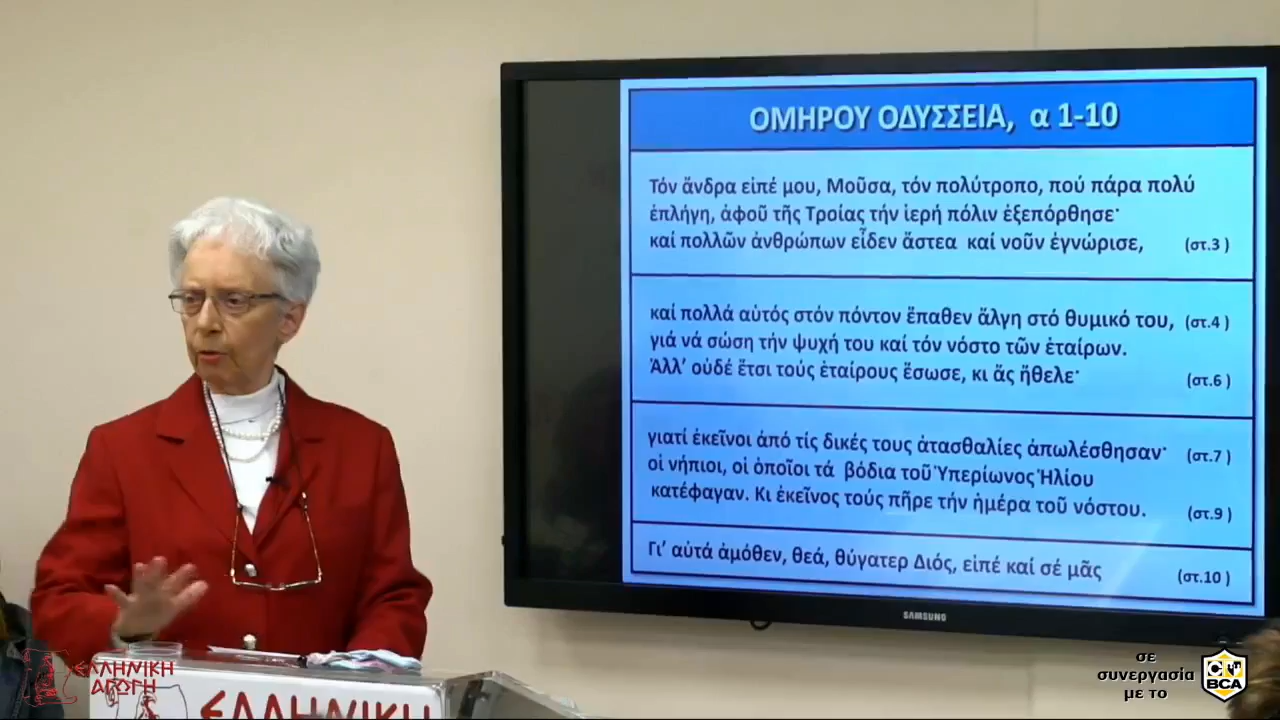 ΟΜΗΡΟΥ ΟΔΥΣΣΕΙΑ, α 1-10
Τόν ἄνδρα εἰπέ μου, Μοῦσα, τόν πολύτροπο, πού πάρα πολύ
ἐπλήγη, ἀφοῦ τῆς Τροίας τήν ἱερή πόλιν ἐξεπόρθησε·
καί πολλῶν ἀνθρώπων εἶδεν ἄστεα καί νοῦν ἐγνώρισε, (στ.3 )
καί πολλά αὐτός στόν πόντον ἔπαθεν ἄλγη στό θυμικό του, (στ.4 )
γιά νά σώση τήν ψυχή του καί τόν νόστο τῶν ἑταίρων.
Ἀλλ’ οὐδέ ἔτσι τούς ἑταίρους ἔσωσε, κι ἄς ἤθελε· (στ.6 )
γιατί ἐκεῖνοι ἀπό τίς δικές τους ἀτασθαλίες ἀπωλέσθησαν· (στ.7 )
οἱ νήπιοι, οἱ ὁποῖοι τά βόδια τοῦ Ὑπερίωνος Ἡλίου
κατέφαγαν. Κι ἐκεῖνος τούς πῆρε τήν ἡμέρα τοῦ νόστου. (στ.9 )
Γι’ αὐτά ἀμόθεν, θεά, θύγατερ Διός, εἰπέ καί σέ μᾶς (στ.10 )
SAMSUNG
ΕΛΛΗΝΙΚΗ
ΑΓΩΓΗ
ΕΛΛΗΝΙΚΗ
σε
συνεργασία
με το
BCA